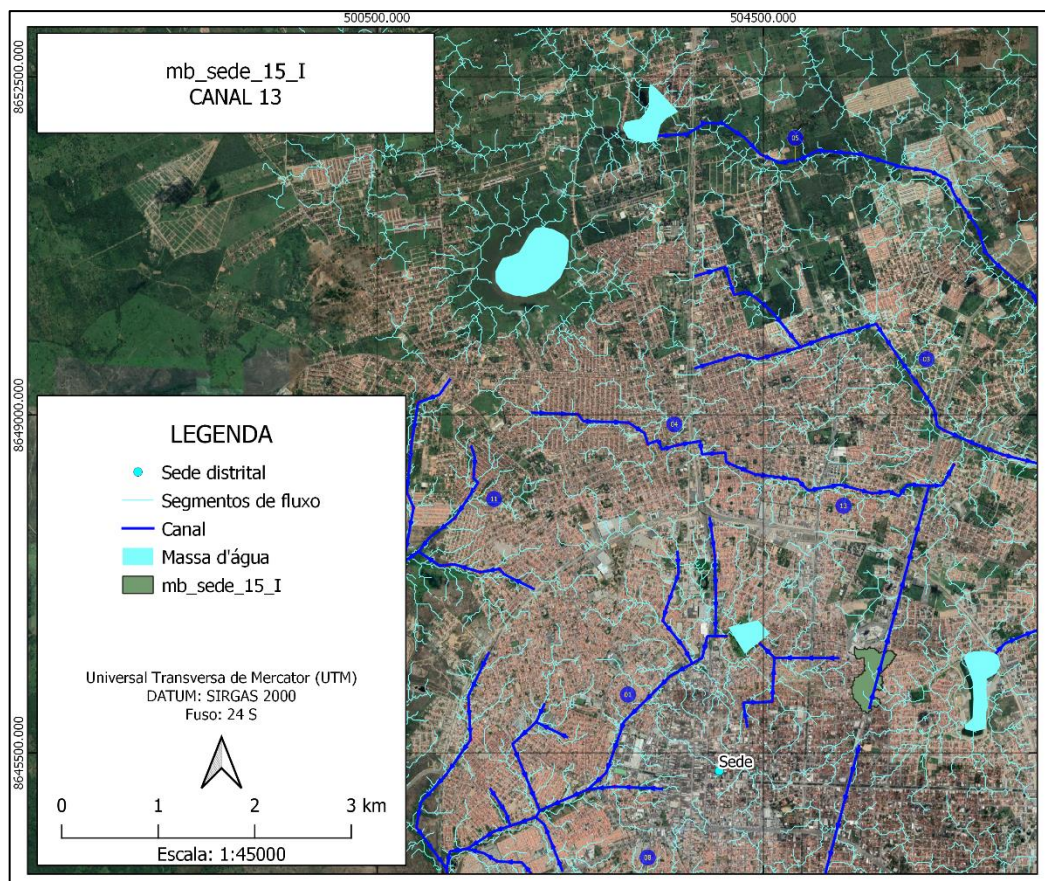 500500.000
504500.000
8652500.000
8649000.000
8645500.000
mb_sede_15_I
CANAL 13
05
03
04
11
13
01
Sede
08
LEGENDA
Sede distrital
Segmentos de fluxo
Canal
Massa d'água
mb_sede_15_I
Universal Transversa de Mercator (UTM)
DATUM: SIRGAS 2000
Fuso: 24 S
0 1 2 3 km
Escala: 1:45000